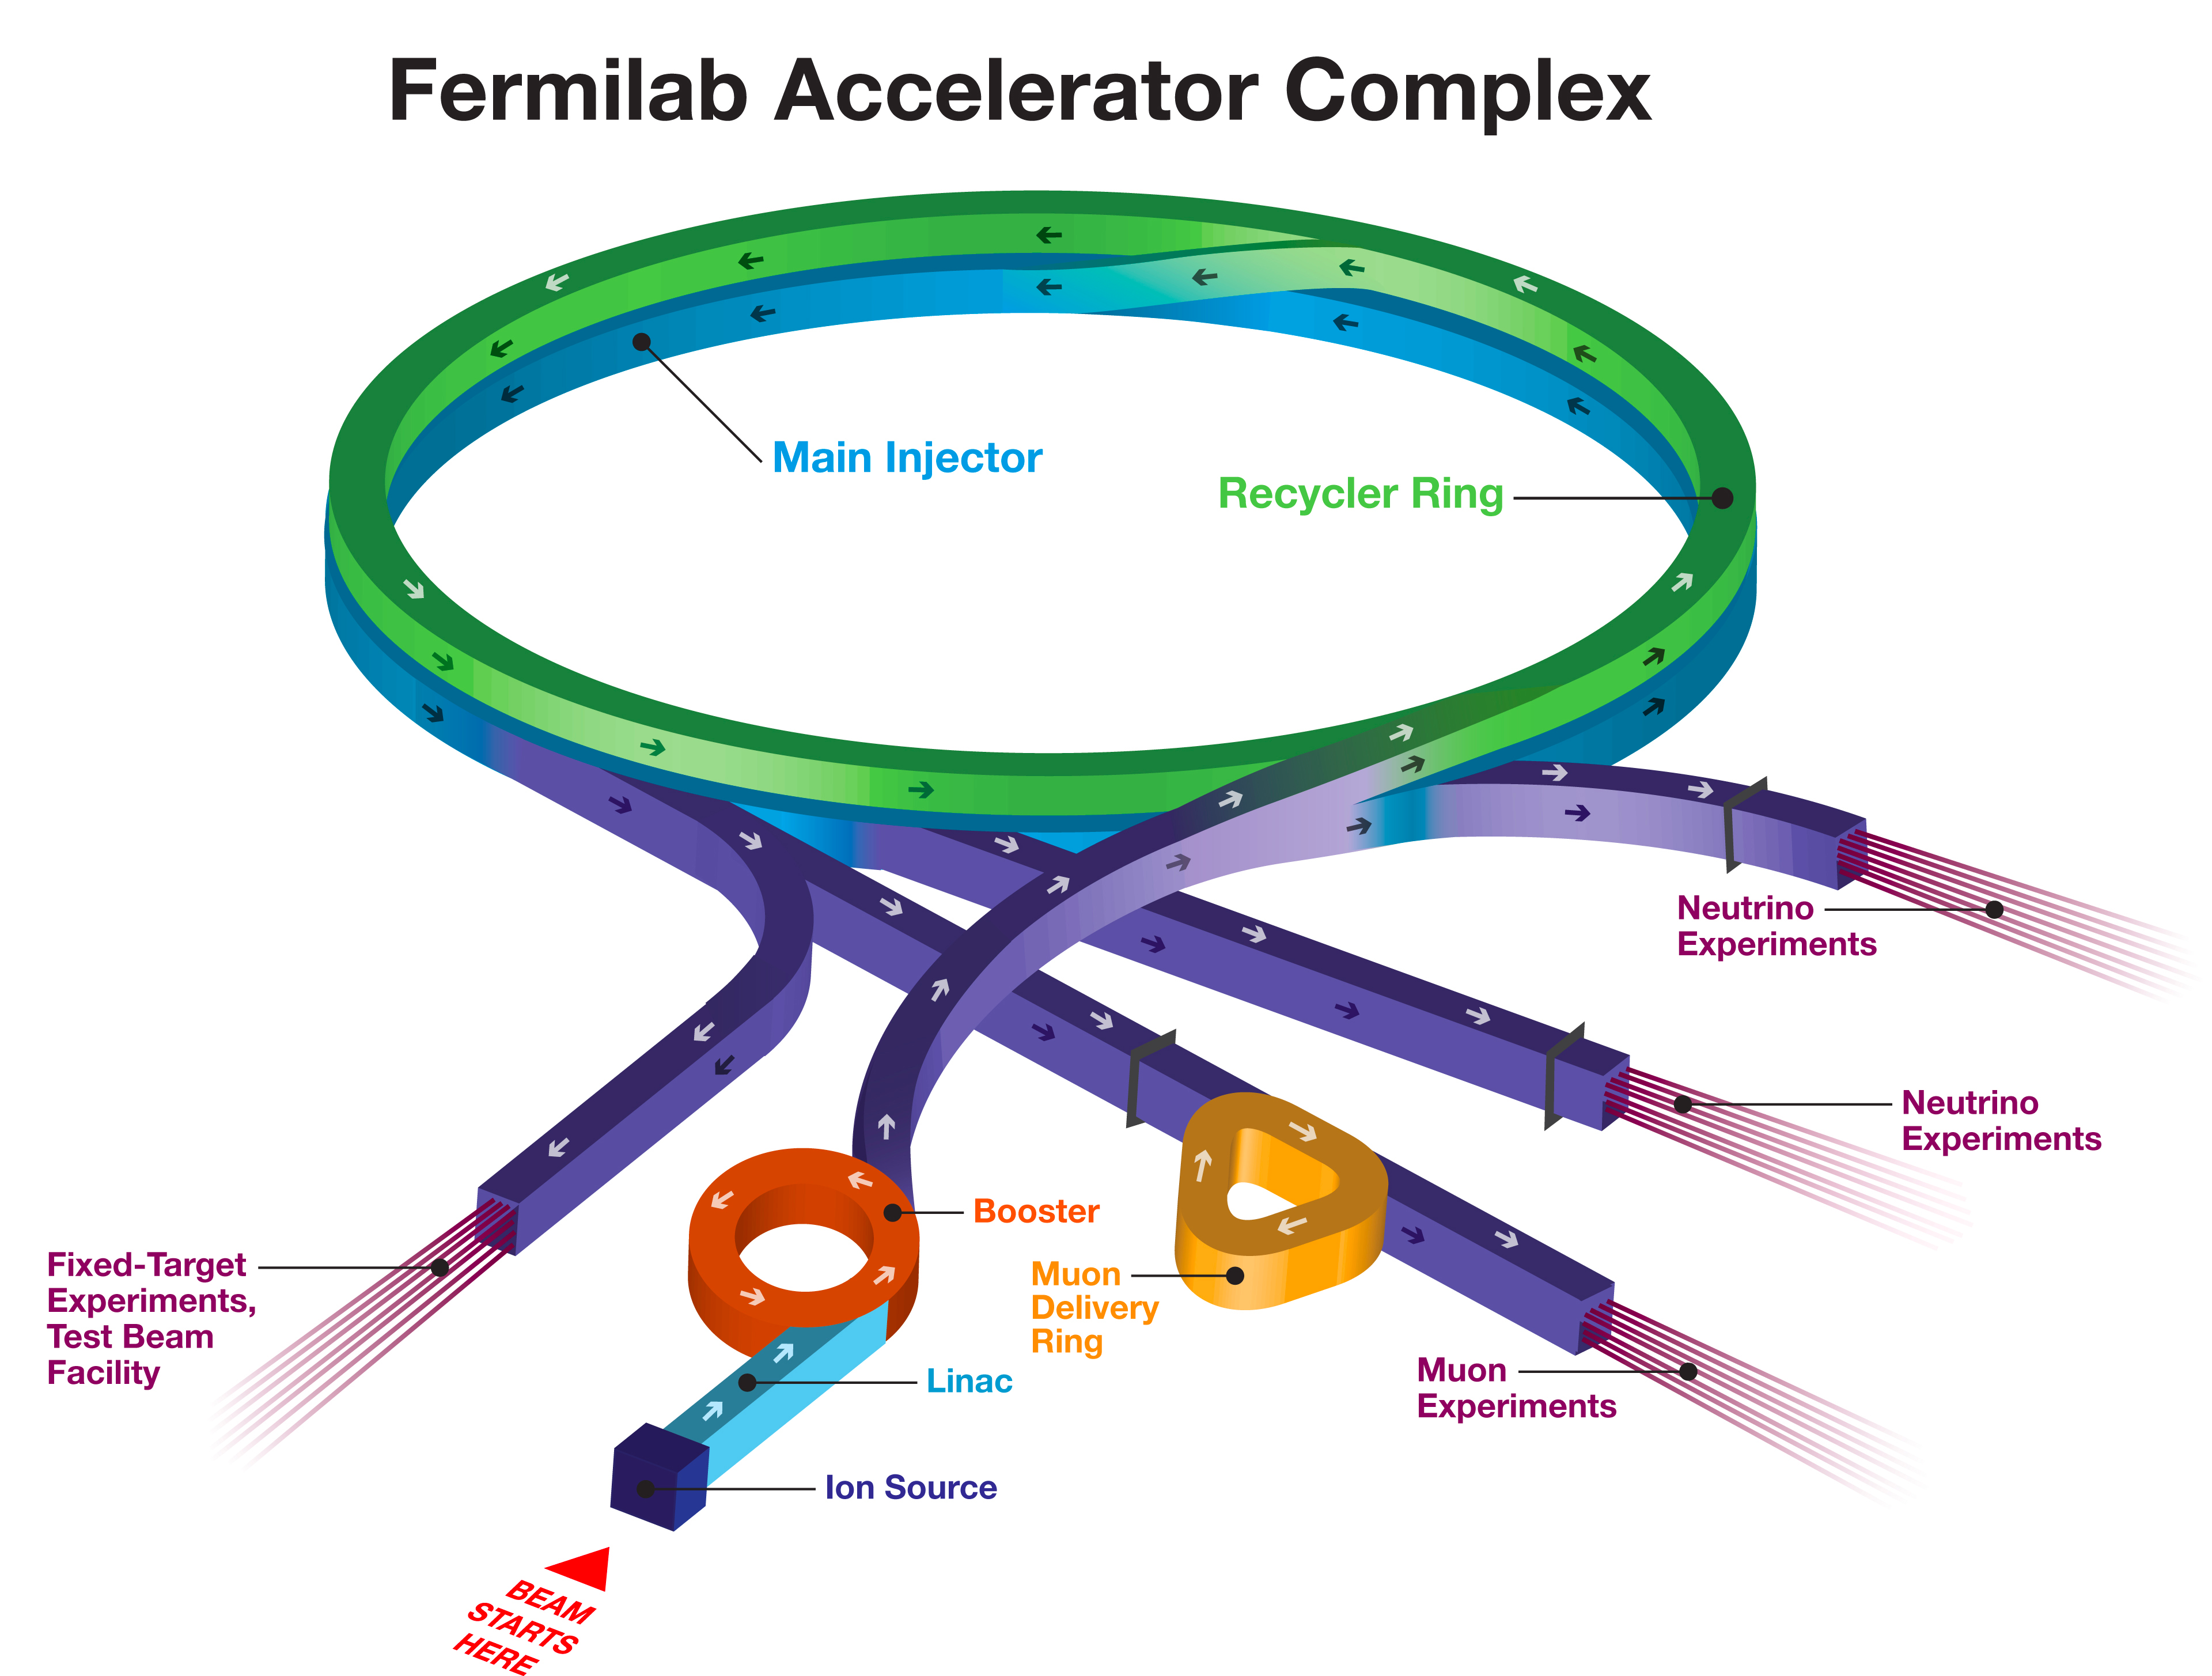 Fermilab Accelerator Complex
Main Injector
Recycler Ring
Neutrino
Experiments
Neutrino
Experiments
Booster
Fixed-Target
Experiments,
Test Beam
Facility
Muon
Delivery
Ring
Linac
Muon
Experiments
Ion Source
BEAM
STARTS
HERE